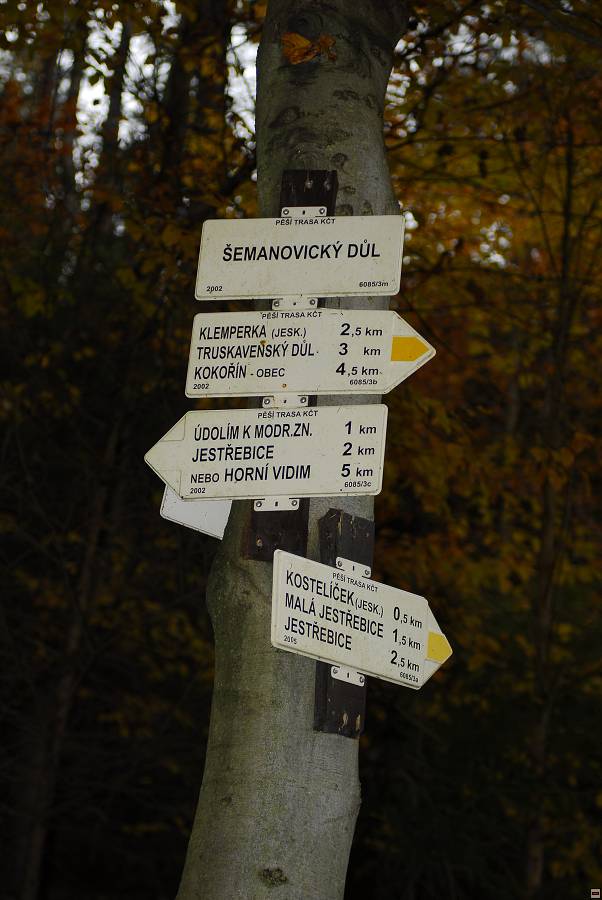 PĚŠÍ TRASA KČT
ŠEMANOVICKÝ DŮL
2002 6085/3m
PĚŠÍ TRASA KČT
KLEMPERKA (JESK.) 2,5 km
TRUSKAVENSKÝ DŮL 3 km
KOKOŘÍN - OBEC 4,5 km
2002 6085/3b
PĚŠÍ TRASA KČT
ÚDOLÍM K MODR.ZN. 1 km
JESTŘEBICE 2 km
NEBO HORNÍ VIDIM 5 km
2002 6085/3c
PĚŠÍ TRASA KČT
KOSTELÍČEK (JESK.) 0,5 km
MALÁ JESTŘEBICE 1,5 km
JESTŘEBICE 2,5 km
2005 6085/3a